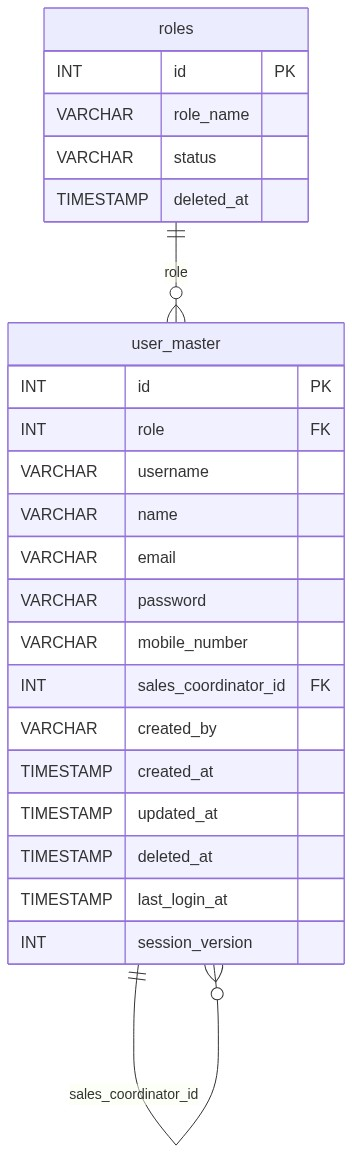 roles
INT id PK
VARCHAR role_name
VARCHAR status
TIMESTAMP deleted_at
role
user_master
INT id PK
INT role FK
VARCHAR username
VARCHAR name
VARCHAR email
VARCHAR password
VARCHAR mobile_number
INT sales_coordinator_id FK
VARCHAR created_by
TIMESTAMP created_at
TIMESTAMP updated_at
TIMESTAMP deleted_at
TIMESTAMP last_login_at
INT session_version
sales_coordinator_id